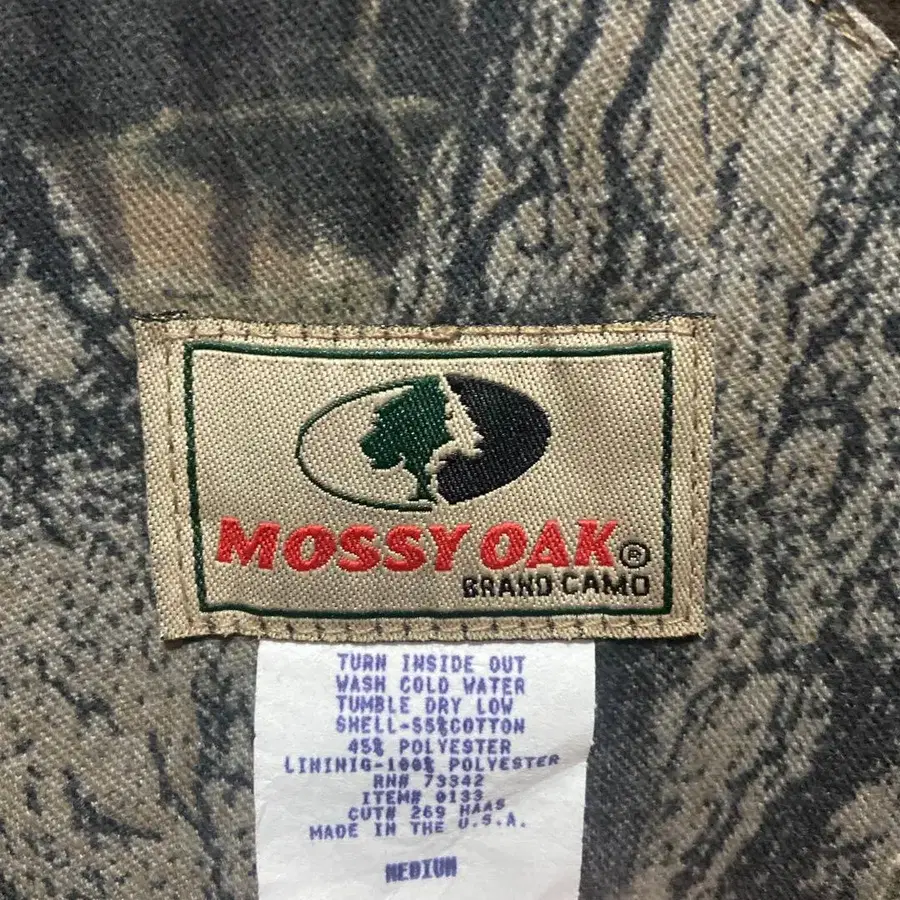 MOSSY OAK®
BRAND CAMO
TURN INSIDE OUT
WASH COLD WATER
TUMBLE DRY LOW
SHELL-55%COTTON
45% POLYESTER
LININIG-100% POLYESTER
RN# 73342
ITEM# 0133
CUT# 269 HAAS
MADE IN THE U.S.A.
MEDIUM